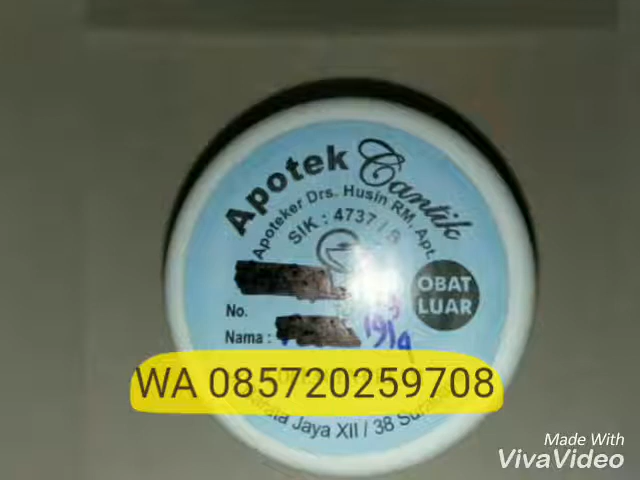 Apotek Cantik
Apoteker Drs. Husin RM, Apt.
SIK : 4737 / B
OBAT
LUAR
No.
Nama :
WA 085720259708
Jaya XII / 38
Made With
VivaVideo